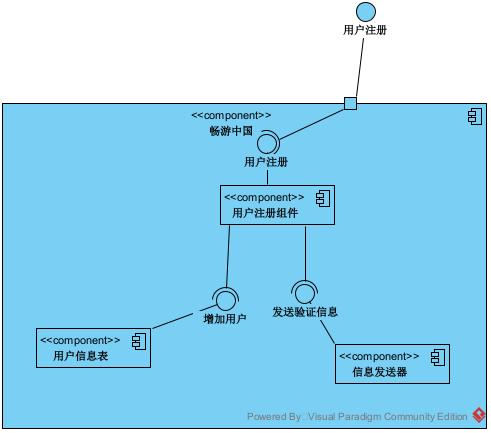 用户注册
<<component>>
畅游中国
用户注册
<<component>>
用户注册组件
增加用户
发送验证信息
<<component>>
用户信息表
<<component>>
信息发送器
Powered By Visual Paradigm Community Edition